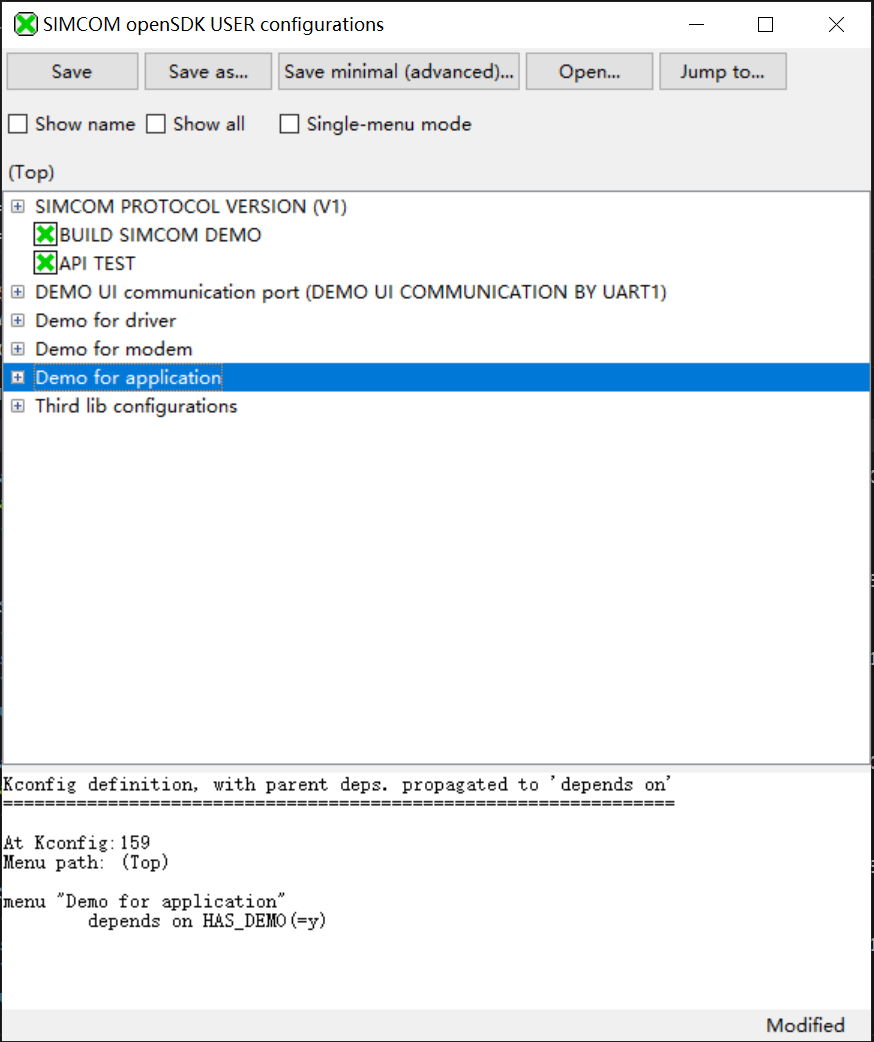 SIMCOM openSDK USER configurations
Save Save as... Save minimal (advanced)... Open... Jump to...
Show name Show all Single-menu mode
(Top)
SIMCOM PROTOCOL VERSION (V1)
BUILD SIMCOM DEMO
API TEST
DEMO UI communication port (DEMO UI COMMUNICATION BY UART1)
Demo for driver
Demo for modem
Demo for application
Third lib configurations
Kconfig definition, with parent deps. propagated to 'depends on'
================================================================
At Kconfig:159
Menu path: (Top)
menu "Demo for application"
depends on HAS_DEMO(=y)
Modified